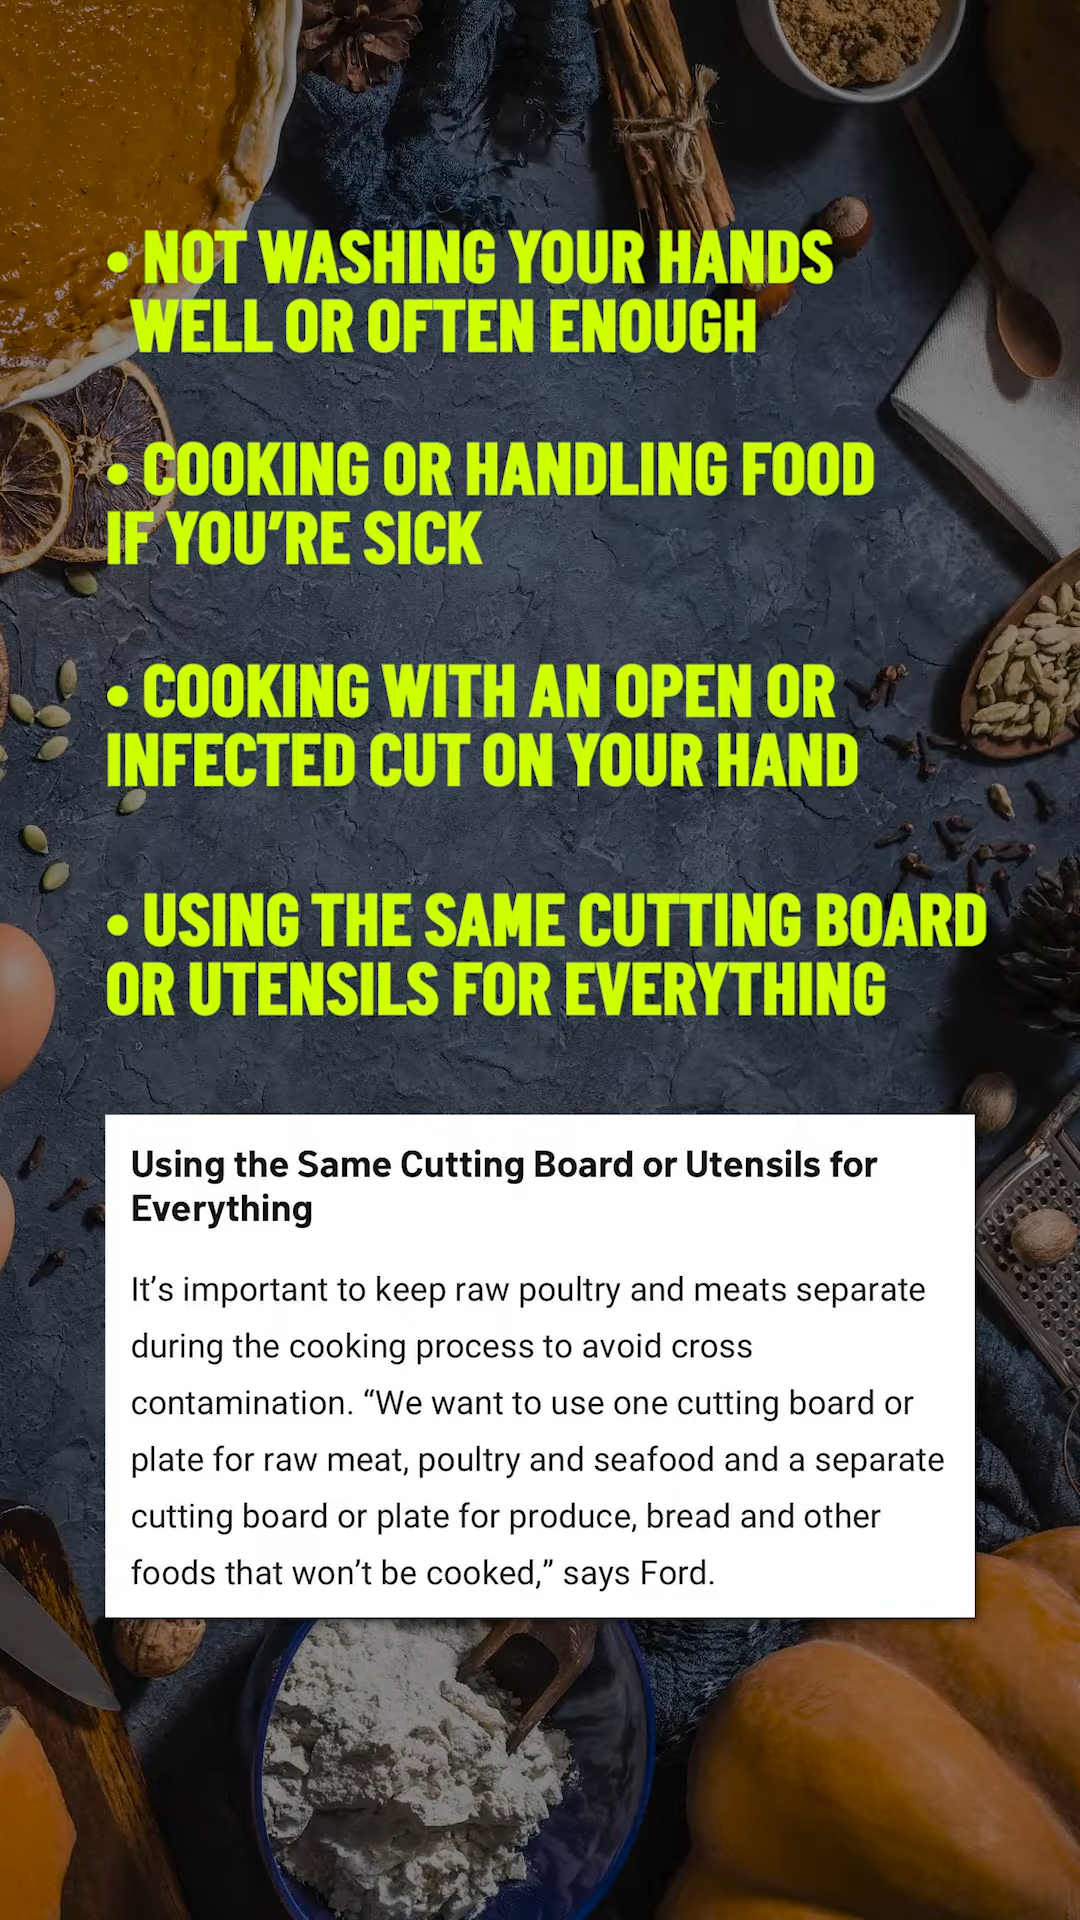 • NOT WASHING YOUR HANDS
WELL OR OFTEN ENOUGH
• COOKING OR HANDLING FOOD
IF YOU’RE SICK
• COOKING WITH AN OPEN OR
INFECTED CUT ON YOUR HAND
• USING THE SAME CUTTING BOARD
OR UTENSILS FOR EVERYTHING
Using the Same Cutting Board or Utensils for
Everything
It’s important to keep raw poultry and meats separate
during the cooking process to avoid cross
contamination. “We want to use one cutting board or
plate for raw meat, poultry and seafood and a separate
cutting board or plate for produce, bread and other
foods that won’t be cooked,” says Ford.